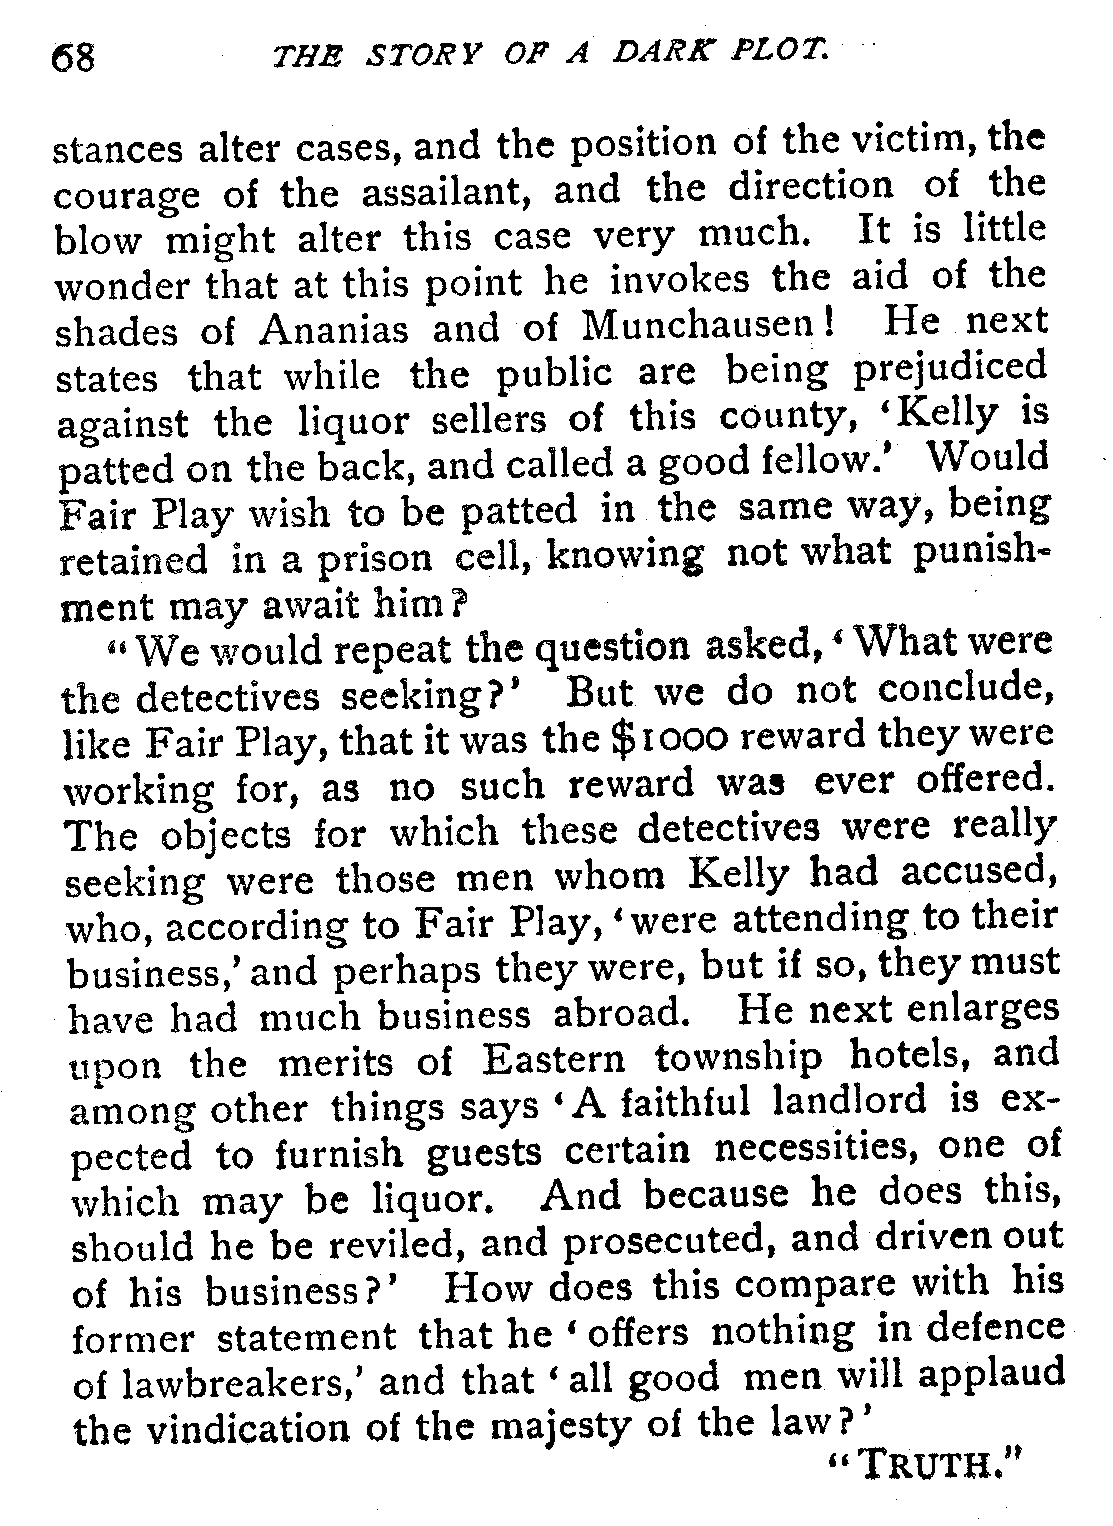 68 THE STORY OF A DARK PLOT.
stances alter cases, and the position of the victim, the
courage of the assailant, and the direction of the
blow might alter this case very much. It is little
wonder that at this point he invokes the aid of the
shades of Ananias and of Munchausen! He next
states that while the public are being prejudiced
against the liquor sellers of this county, ‘Kelly is
patted on the back, and called a good fellow.’ Would
Fair Play wish to be patted in the same way, being
retained in a prison cell, knowing not what punish-
ment may await him?
“We would repeat the question asked, ‘What were
the detectives seeking?’ But we do not conclude,
like Fair Play, that it was the $1000 reward they were
working for, as no such reward was ever offered.
The objects for which these detectives were really
seeking were those men whom Kelly had accused,
who, according to Fair Play, ‘were attending to their
business,’ and perhaps they were, but if so, they must
have had much business abroad. He next enlarges
upon the merits of Eastern township hotels, and
among other things says ‘A faithful landlord is ex-
pected to furnish guests certain necessities, one of
which may be liquor. And because he does this,
should he be reviled, and prosecuted, and driven out
of his business?’ How does this compare with his
former statement that he ‘offers nothing in defence
of lawbreakers,’ and that ‘all good men will applaud
the vindication of the majesty of the law?’
“TRUTH.”